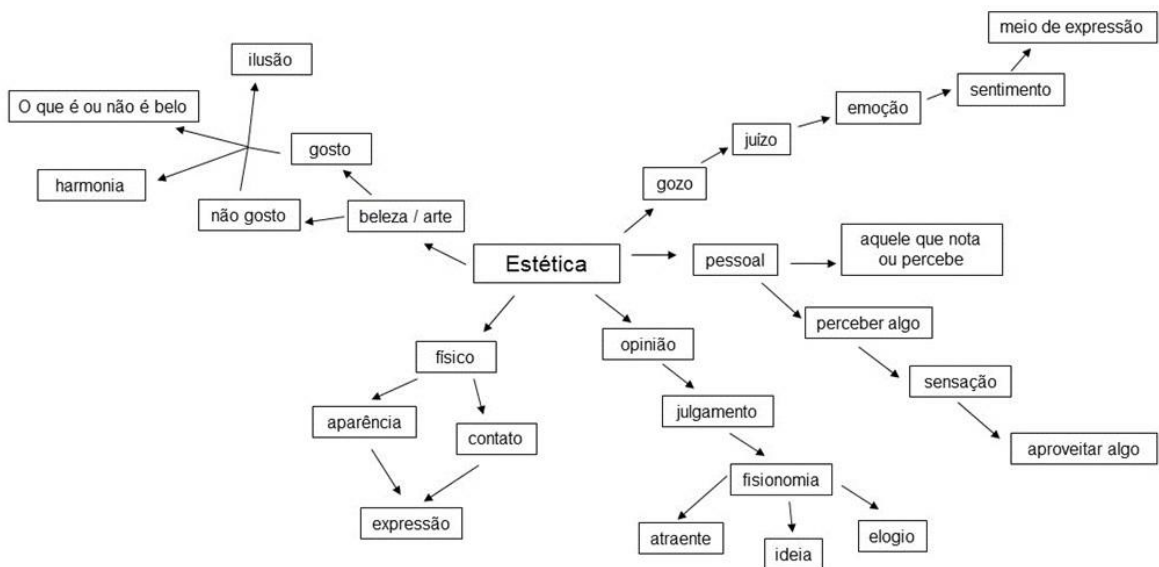 meio de expressão
ilusão
sentimento
O que é ou não é belo
emoção
juízo
gosto
harmonia
gozo
não gosto
beleza / arte
Estética
pessoal
aquele que nota
ou percebe
perceber algo
físico
opinião
sensação
aparência
julgamento
contato
aproveitar algo
fisionomia
expressão
atraente
ideia
elogio